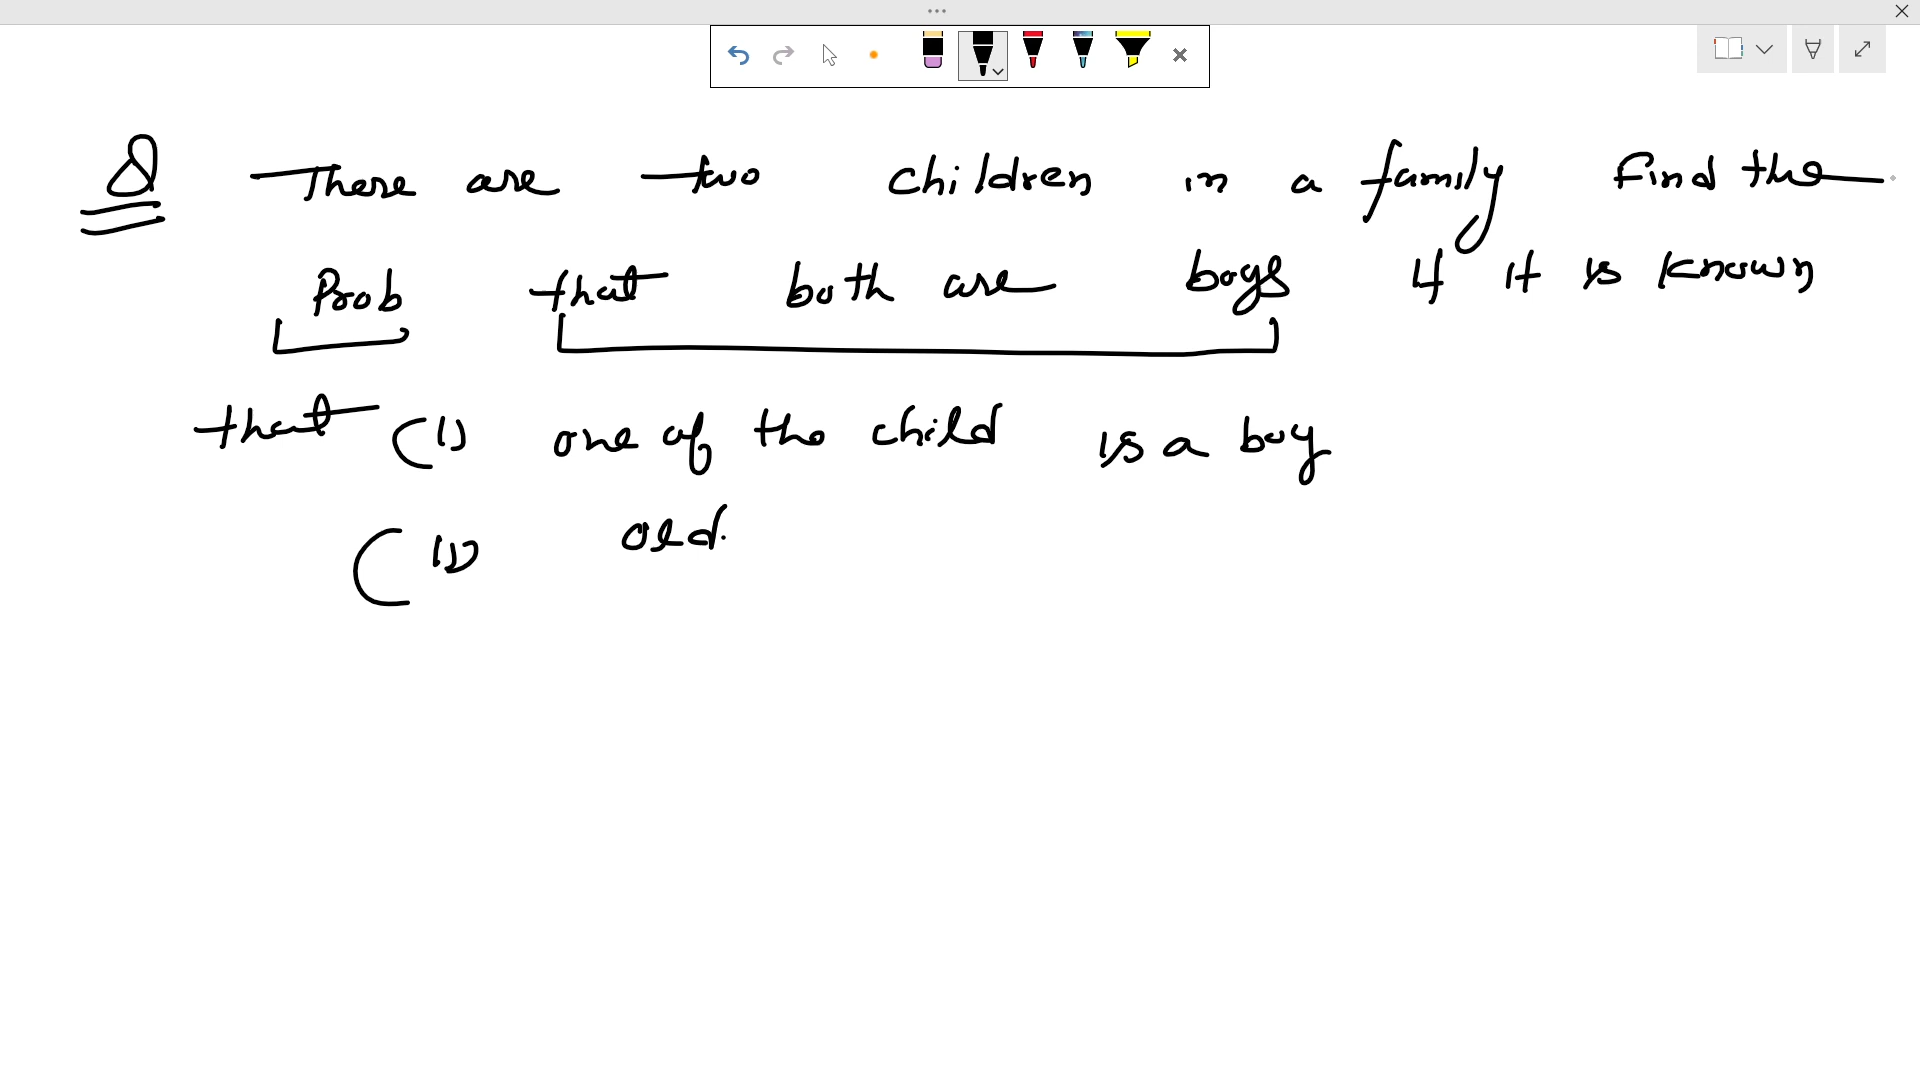 Q There are two children in a family Find the
Prob that both are boys if it is known
that (i) one of the child is a boy
(ii) old